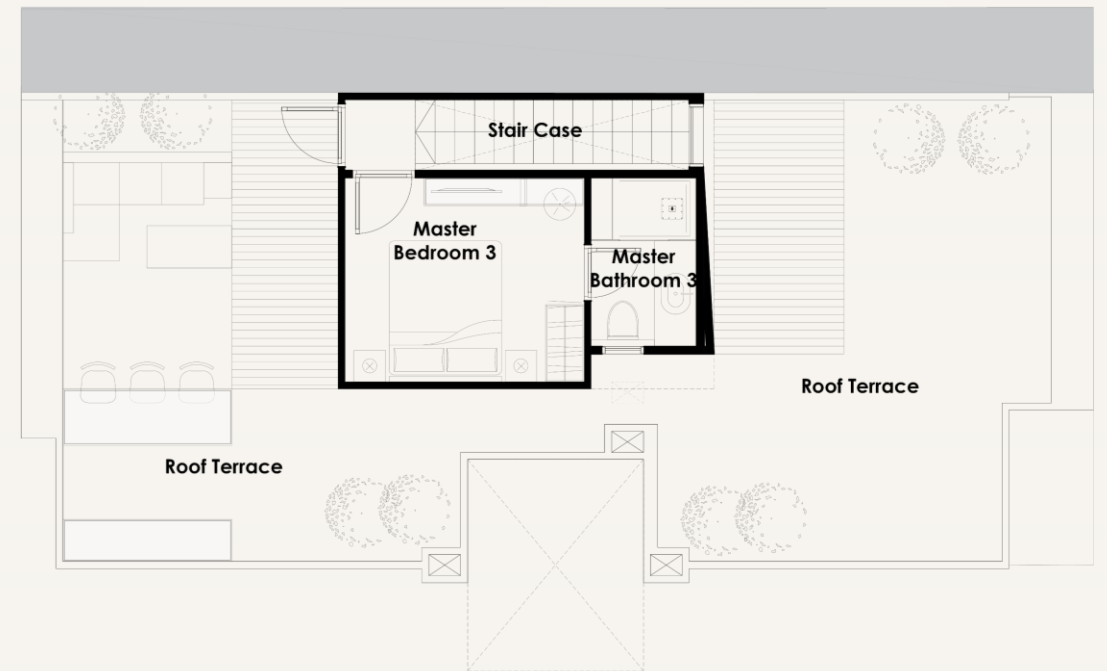 Stair Case
Master
Bedroom 3
Master
Bathroom 3
Roof Terrace
Roof Terrace